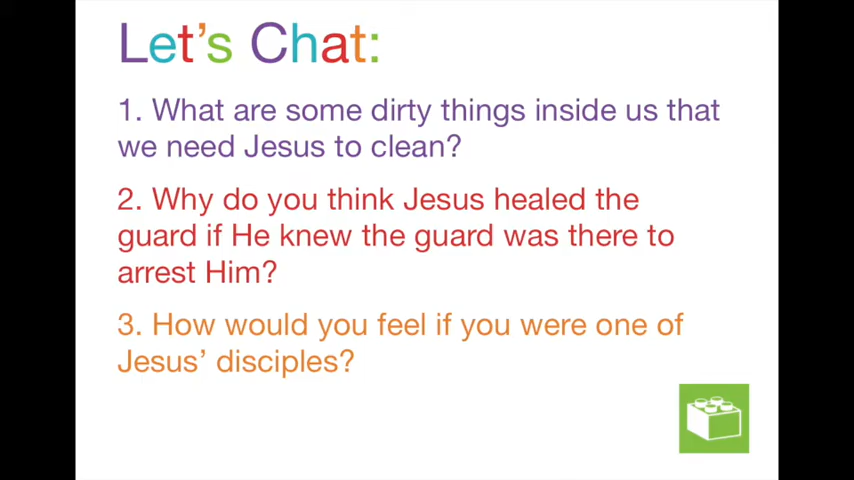 Let’s Chat:
1. What are some dirty things inside us that
we need Jesus to clean?
2. Why do you think Jesus healed the
guard if He knew the guard was there to
arrest Him?
3. How would you feel if you were one of
Jesus’ disciples?